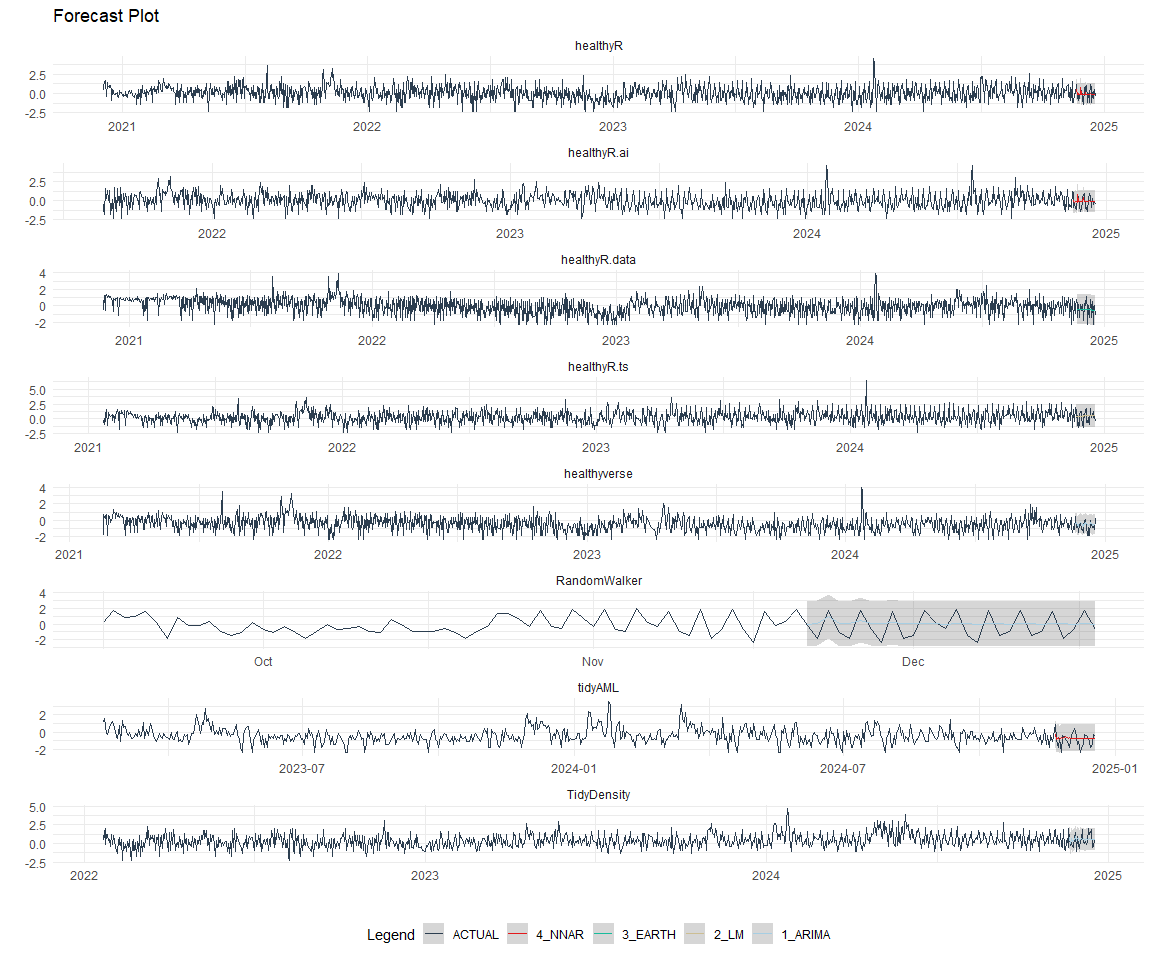 Forecast Plot
healthyR
2.5
0.0
-2.5
2021 2022 2023 2024 2025
healthyR.ai
2.5
0.0
-2.5
2022 2023 2024 2025
healthyR.data
4
2
0
-2
2021 2022 2023 2024 2025
healthyR.ts
5.0
2.5
0.0
-2.5
2021 2022 2023 2024 2025
healthyverse
4
2
0
-2
2021 2022 2023 2024 2025
RandomWalker
4
2
0
-2
Oct Nov Dec
tidyAML
2
0
-2
2023-07 2024-01 2024-07 2025-01
TidyDensity
5.0
2.5
0.0
-2.5
2022 2023 2024 2025
Legend ACTUAL 4_NNAR 3_EARTH 2_LM 1_ARIMA